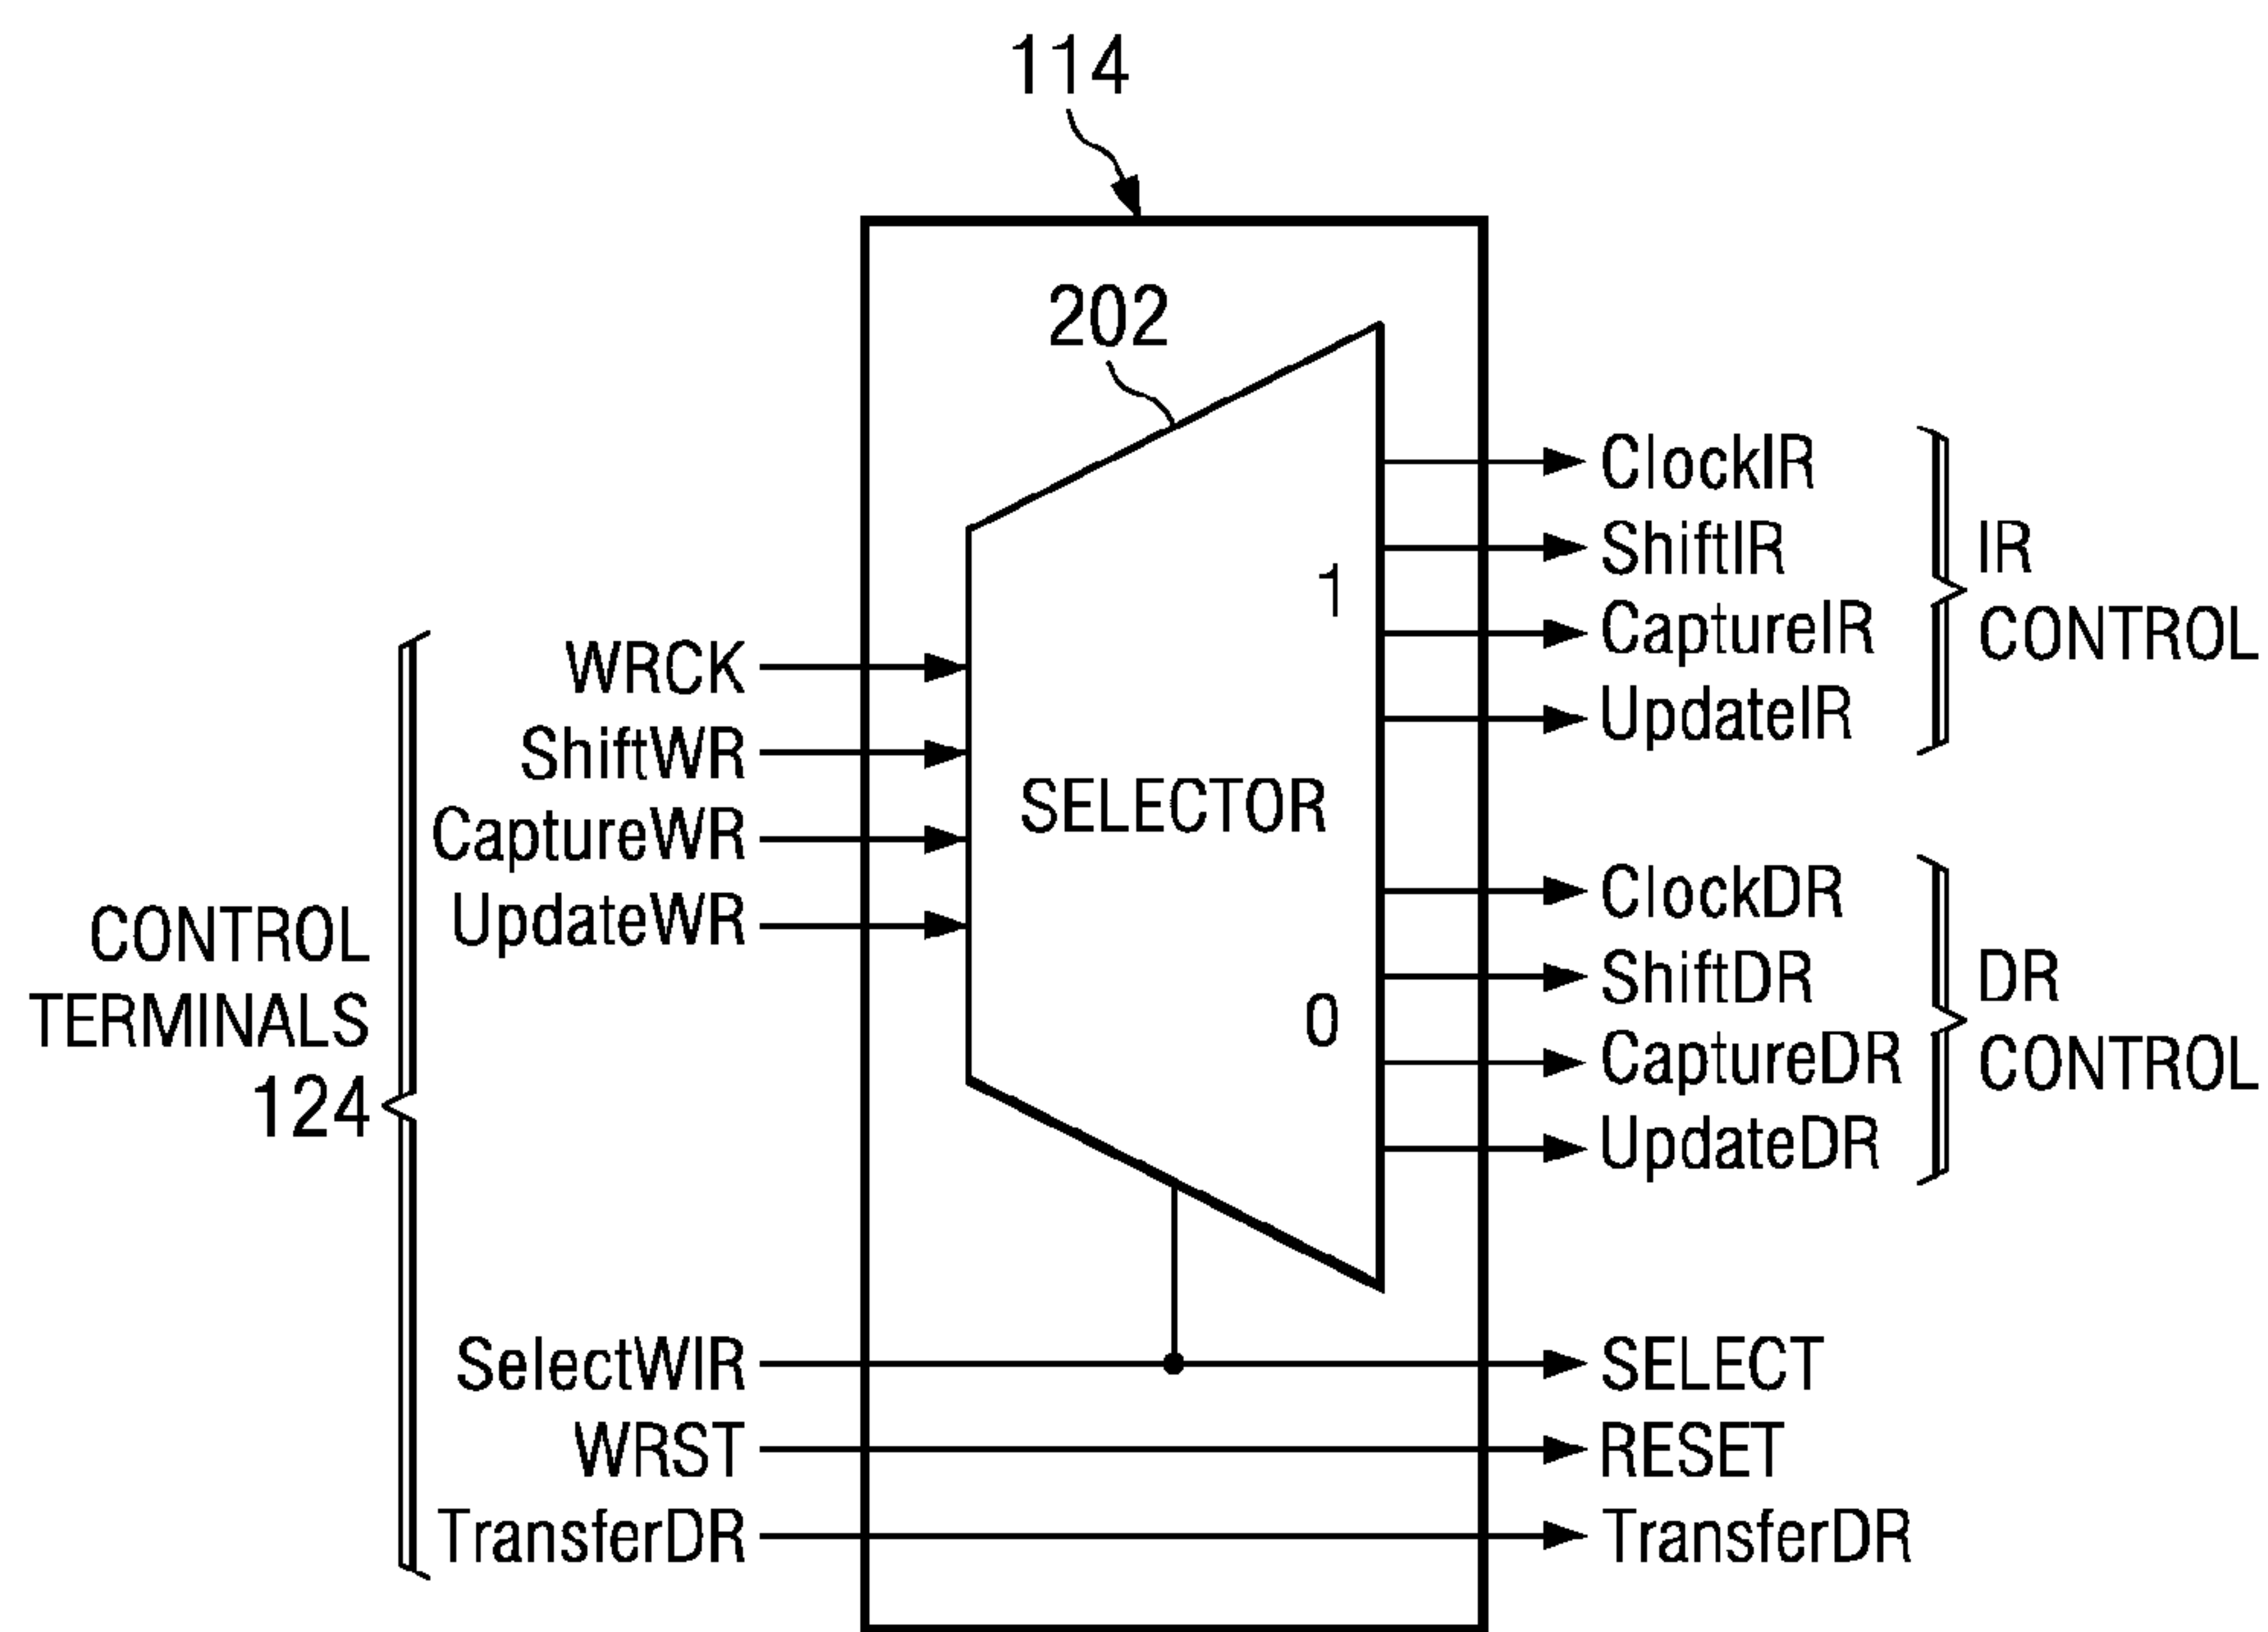 114
202
ClockIR
ShiftIR
CaptureIR
UpdateIR
IR
CONTROL
1
WRCK
ShiftWR
CaptureWR
UpdateWR
SELECTOR
CONTROL
TERMINALS
124
ClockDR
ShiftDR
CaptureDR
UpdateDR
DR
CONTROL
0
SelectWIR
SELECT
WRST
RESET
TransferDR
TransferDR